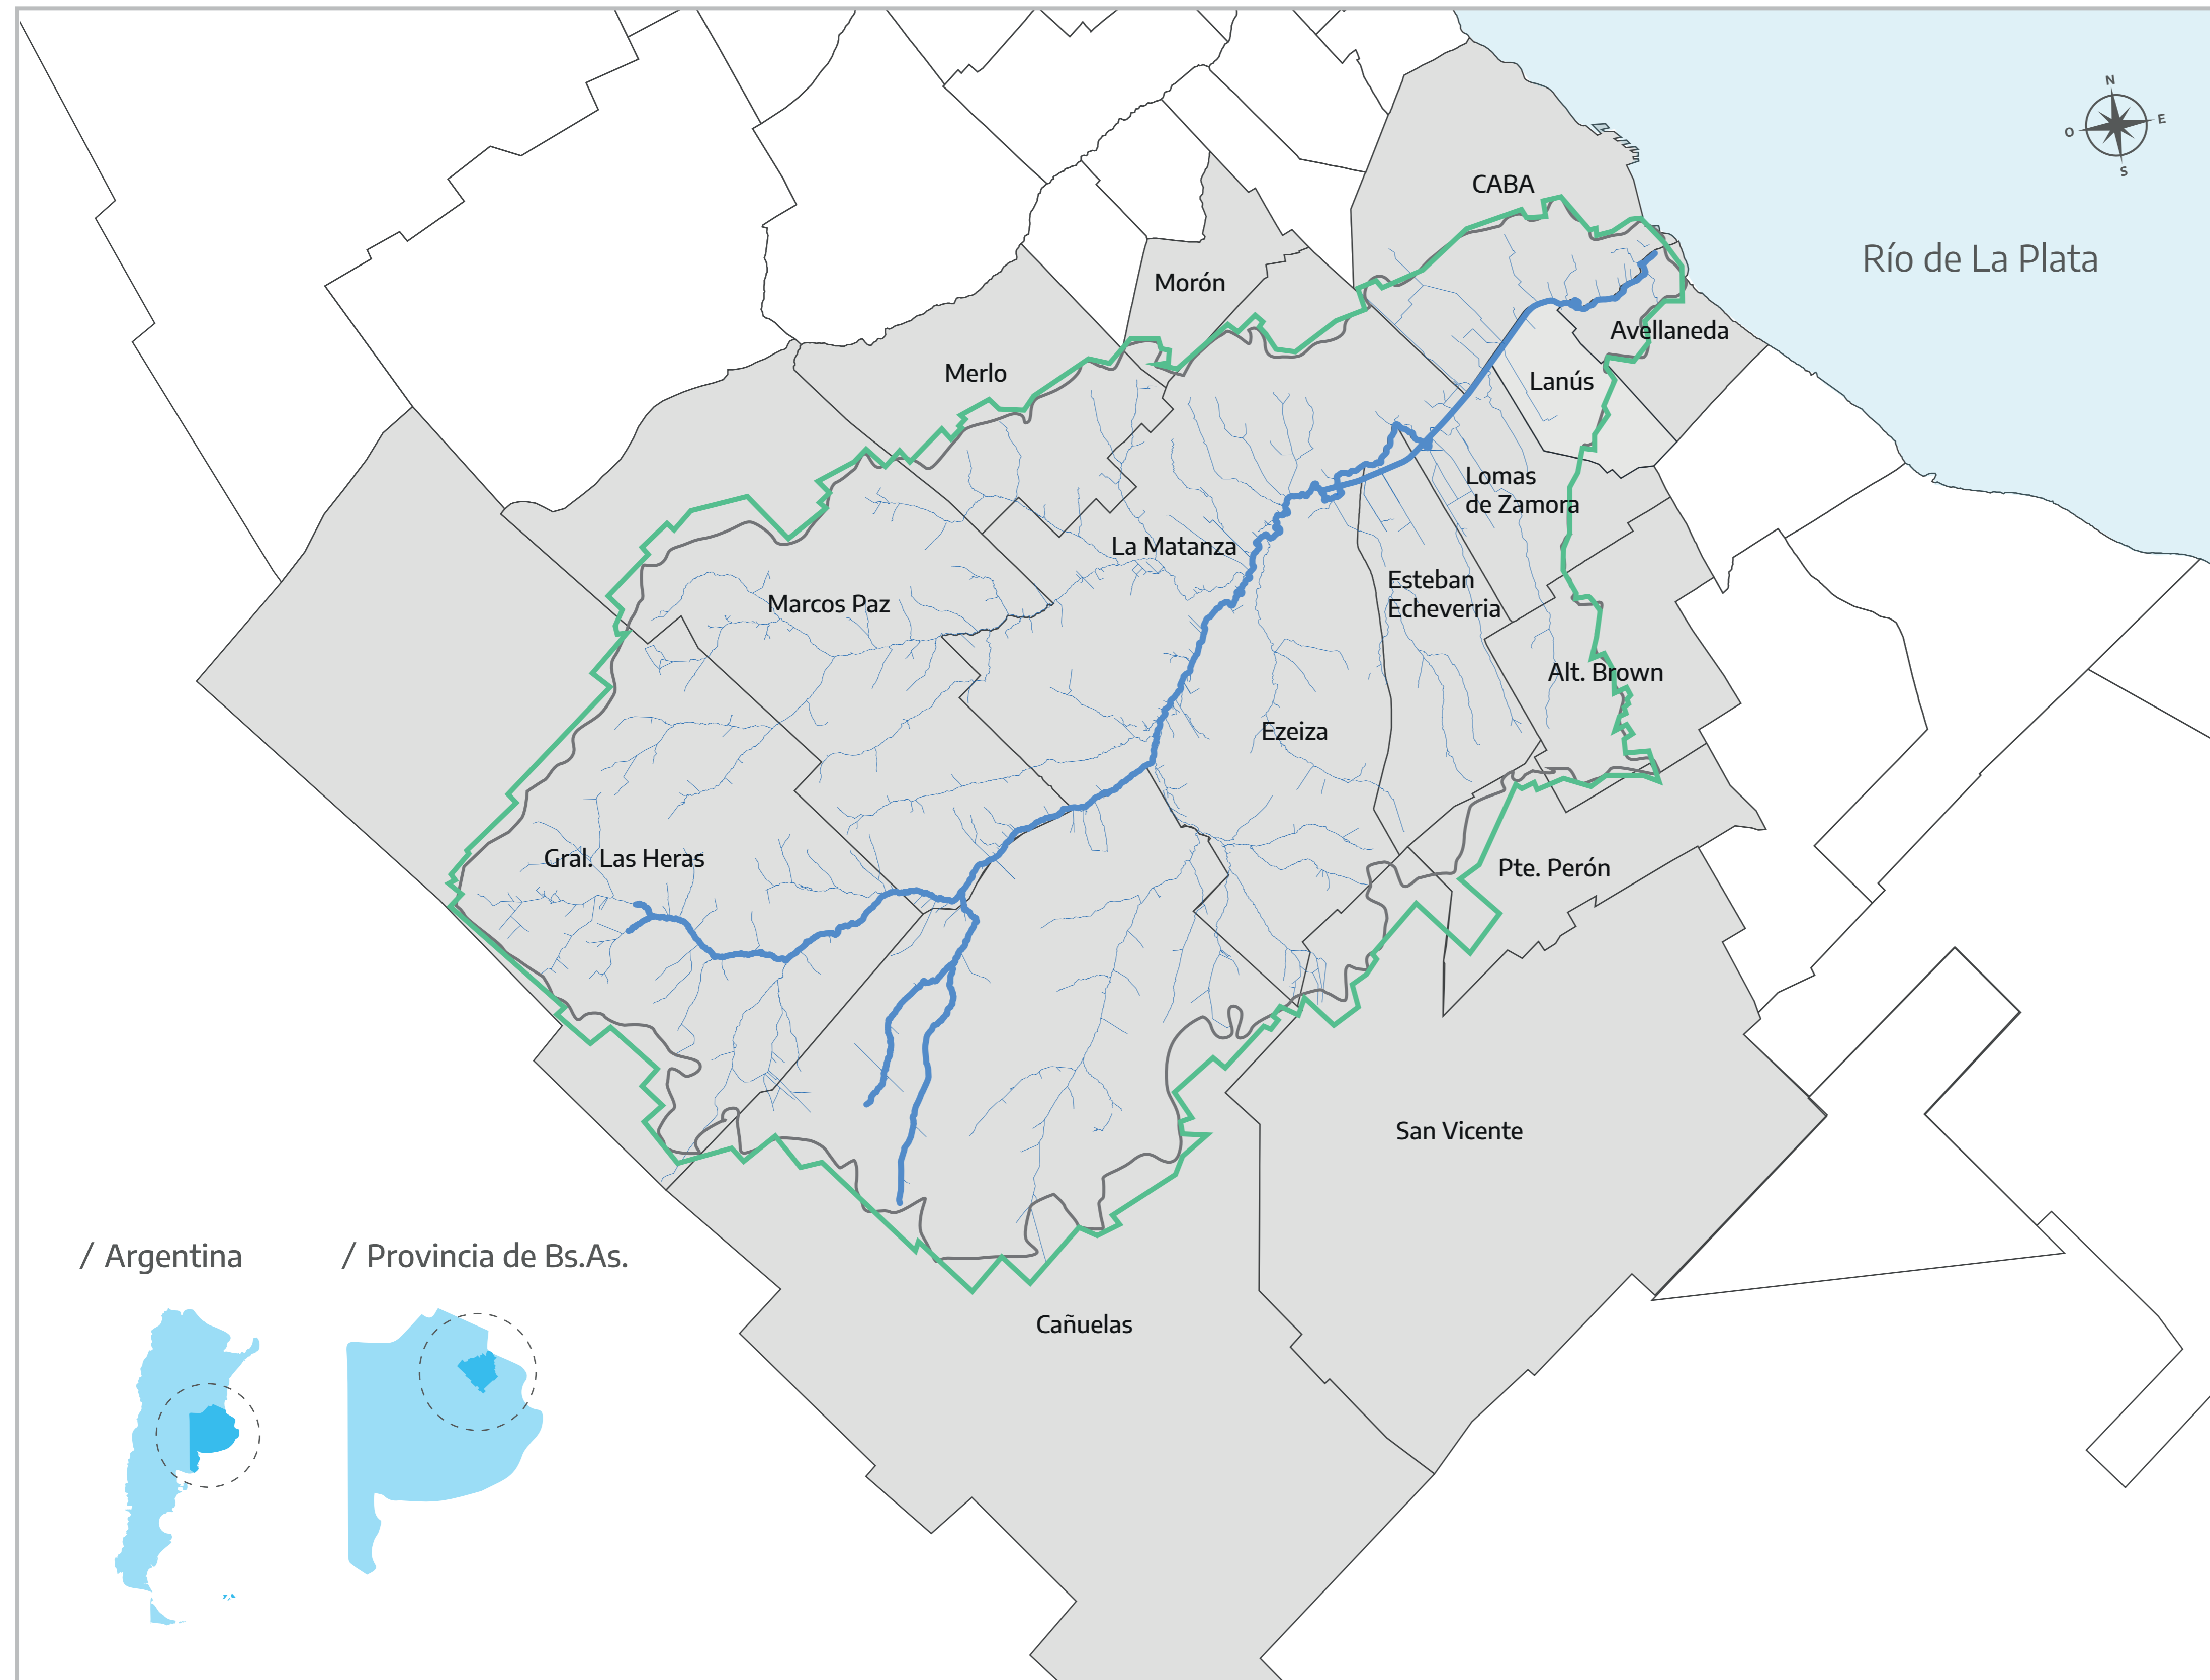 N
O
E
S
CABA
Río de La Plata
Morón
Avellaneda
Merlo
Lanús
Lomas
de Zamora
La Matanza
Esteban
Echeverria
Marcos Paz
Alt. Brown
Ezeiza
Gral. Las Heras
Pte. Perón
San Vicente
/ Argentina
/ Provincia de Bs.As.
Cañuelas